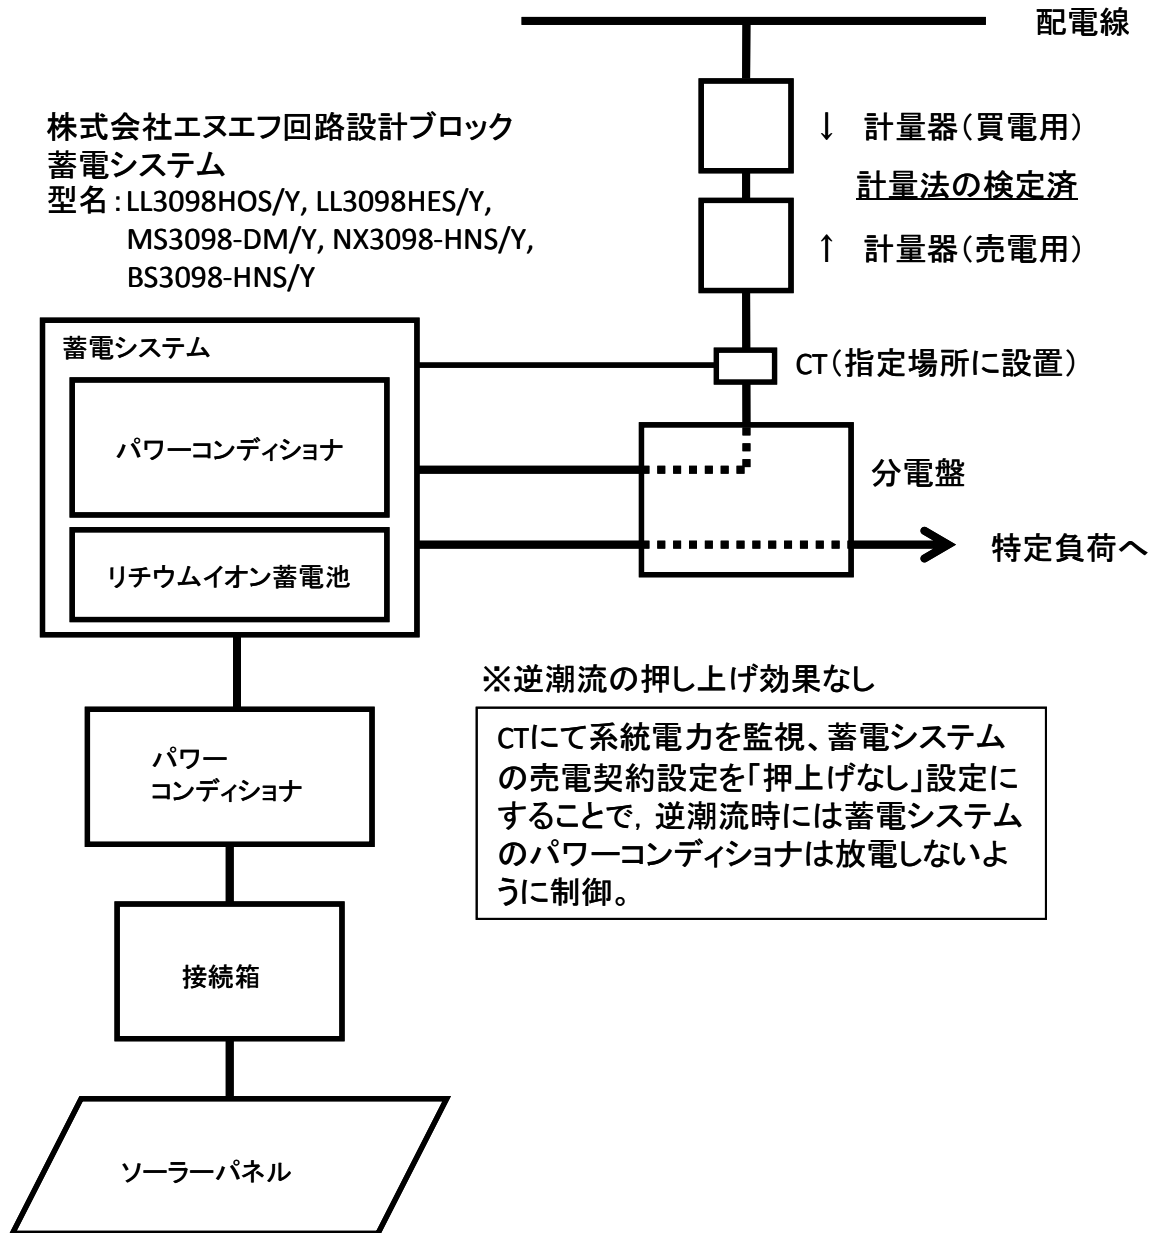 配電線
株式会社エヌエフ回路設計ブロック
蓄電システム
型名：LL3098HOS/Y, LL3098HES/Y,
MS3098-DM/Y, NX3098-HNS/Y,
BS3098-HNS/Y
↓ 計量器（買電用）
計量法の検定済
↑ 計量器（売電用）
CT（指定場所に設置）
蓄電システム
パワーコンディショナ
リチウムイオン蓄電池
分電盤
特定負荷へ
※逆潮流の押し上げ効果なし
CTにて系統電力を監視、蓄電システム
の売電契約設定を「押上げなし」設定に
することで，逆潮流時には蓄電システム
のパワーコンディショナは放電しないよ
うに制御。
パワー
コンディショナ
接続箱
ソーラーパネル